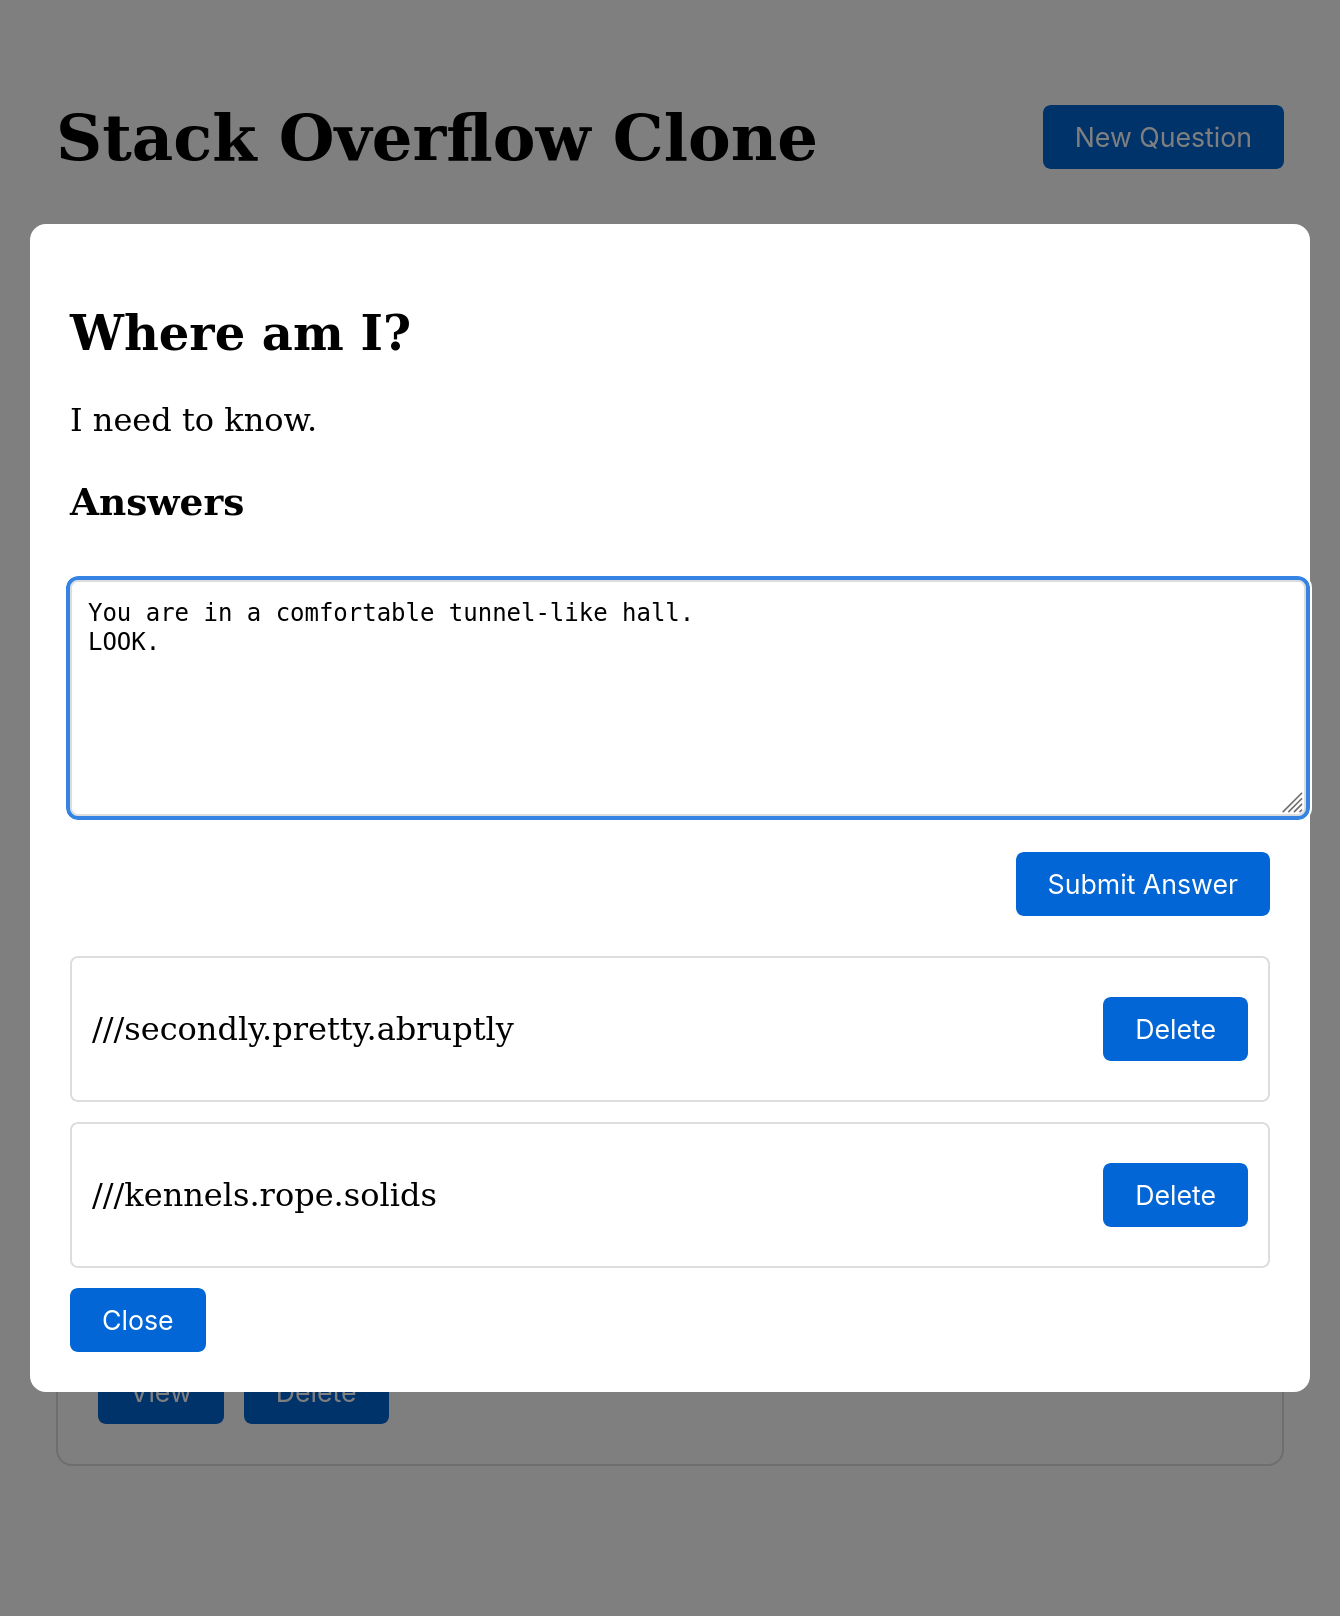 Stack Overflow Clone
New Question
Where am I?
I need to know.
Answers
You are in a comfortable tunnel-like hall.
LOOK.
Submit Answer
///secondly.pretty.abruptly
Delete
///kennels.rope.solids
Delete
Close
View
Delete